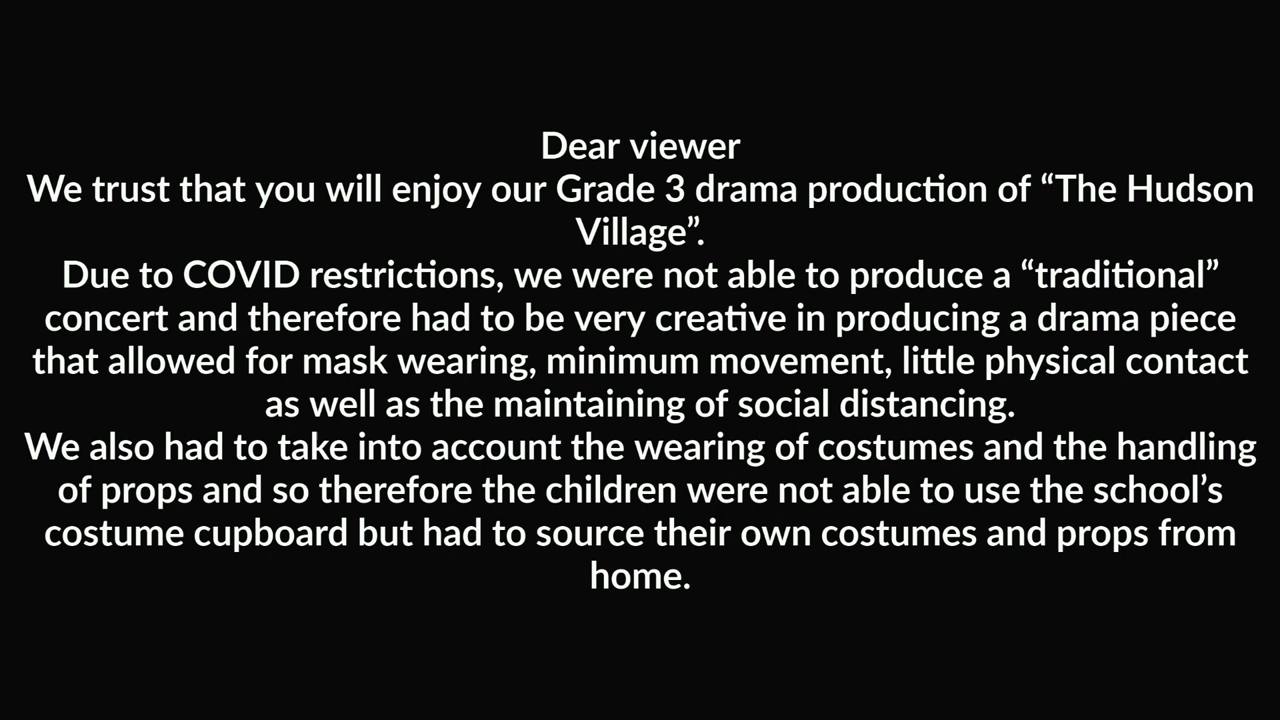 Dear viewer
We trust that you will enjoy our Grade 3 drama production of “The Hudson
Village”.
Due to COVID restrictions, we were not able to produce a “traditional”
concert and therefore had to be very creative in producing a drama piece
that allowed for mask wearing, minimum movement, little physical contact
as well as the maintaining of social distancing.
We also had to take into account the wearing of costumes and the handling
of props and so therefore the children were not able to use the school’s
costume cupboard but had to source their own costumes and props from
home.